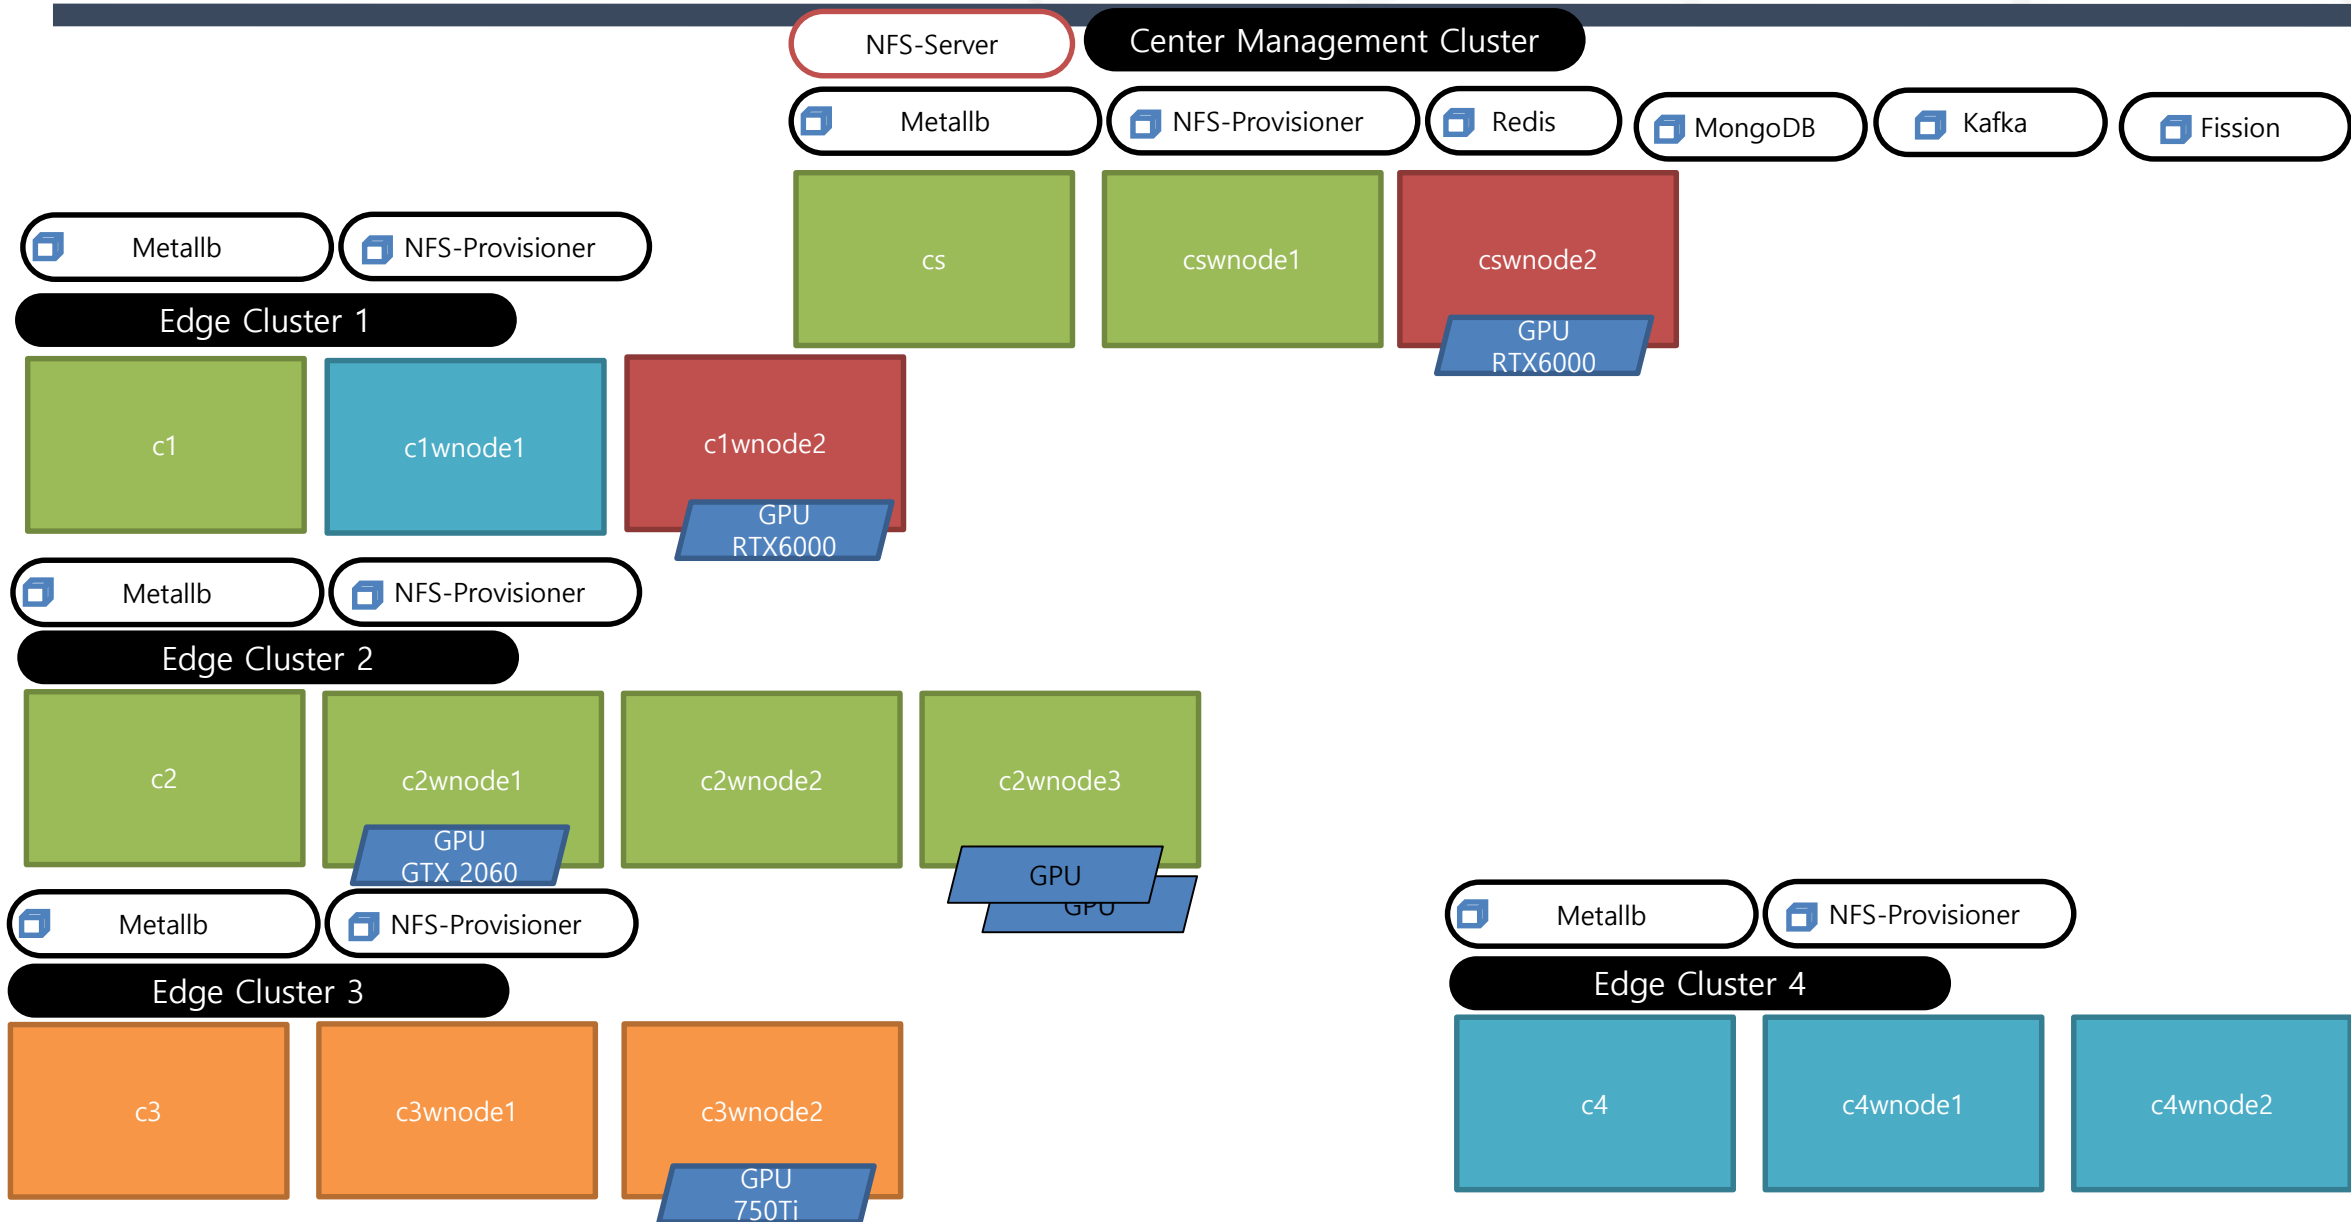 NFS-Server
Center Management Cluster
Metallb
NFS-Provisioner
Redis
MongoDB
Kafka
Fission
cs
cswnode1
cswnode2
GPU
RTX6000
Metallb
NFS-Provisioner
Edge Cluster 1
c1
c1wnode1
c1wnode2
GPU
RTX6000
Metallb
NFS-Provisioner
Edge Cluster 2
c2
c2wnode1
c2wnode2
c2wnode3
GPU
GTX 2060
GPU
GPU
Metallb
NFS-Provisioner
Edge Cluster 3
c3
c3wnode1
c3wnode2
GPU
750Ti
Metallb
NFS-Provisioner
Edge Cluster 4
c4
c4wnode1
c4wnode2